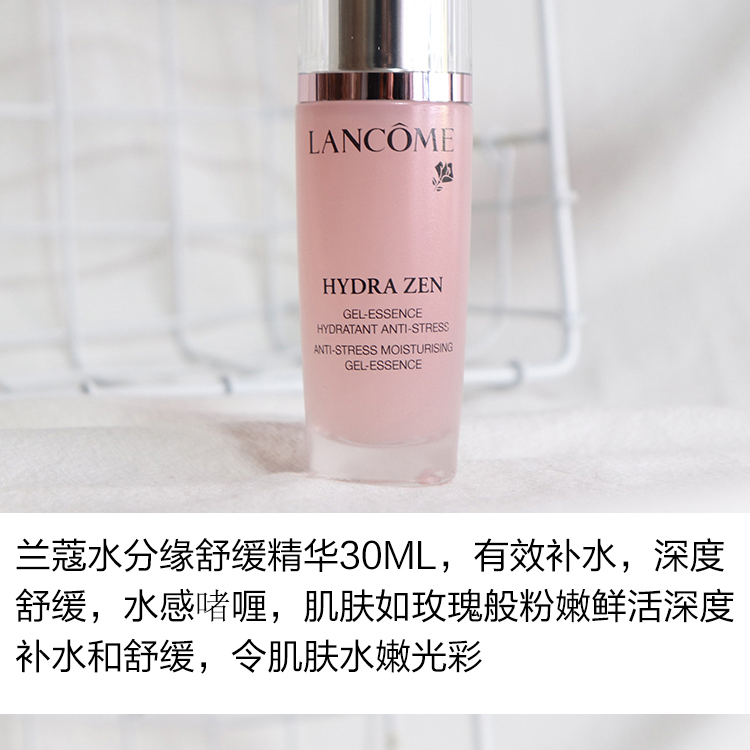 LANCÔME
HYDRA ZEN
GEL-ESSENCE
HYDRATANT ANTI-STRESS
ANTI-STRESS MOISTURISING
GEL-ESSENCE
兰蔻水分缘舒缓精华30ML，有效补水，深度
舒缓，水感啫喱，肌肤如玫瑰般粉嫩鲜活深度
补水和舒缓，令肌肤水嫩光彩